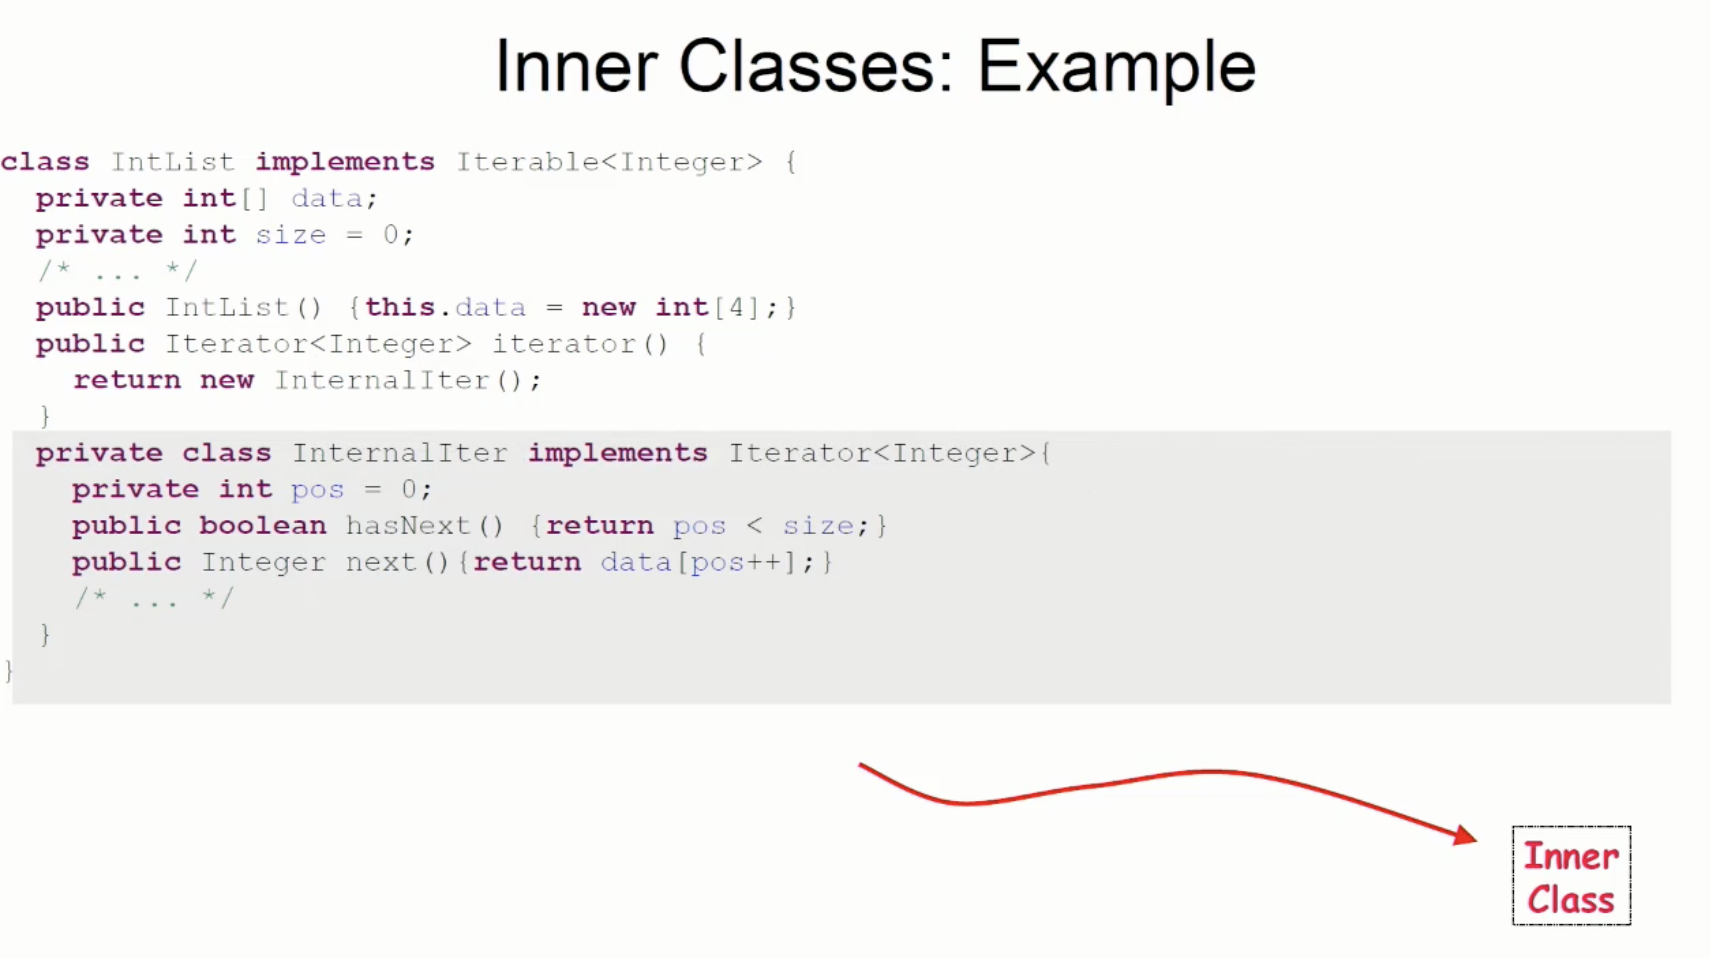 Inner Classes: Example
class IntList implements Iterable<Integer> {
private int[] data;
private int size = 0;
/* ... */
public IntList() {this.data = new int[4];}
public Iterator<Integer> iterator() {
return new InternalIter();
}
private class InternalIter implements Iterator<Integer>{
private int pos = 0;
public boolean hasNext() {return pos < size;}
public Integer next(){return data[pos++];}
/* ... */
}
}
Inner
Class